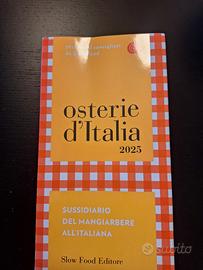 osterie
d'Italia
2025
SUSSIDIARIO
DEL MANGIARBERE
ALL'ITALIANA
Slow Food Editore
subito